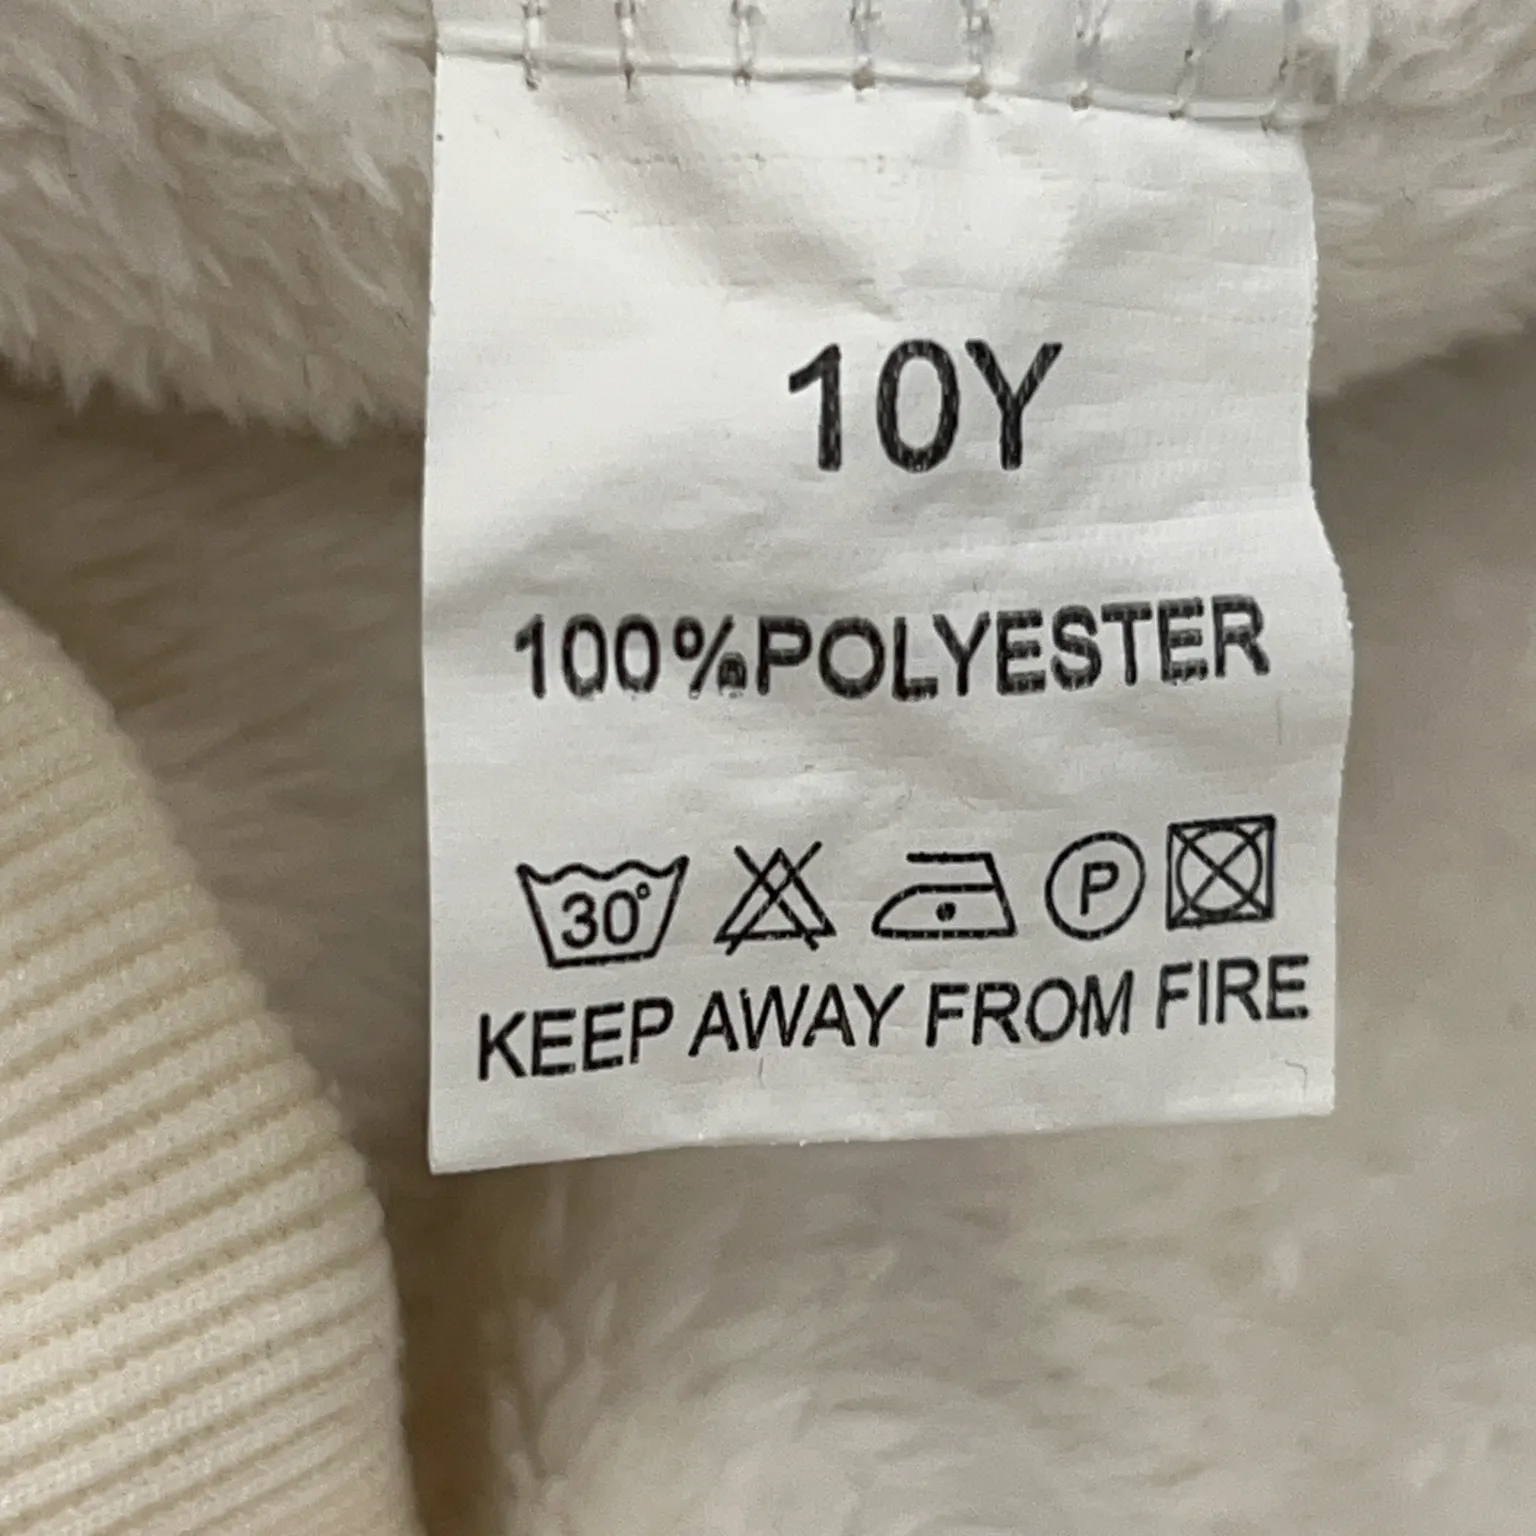 10Y
100%POLYESTER
30°
P
KEEP AWAY FROM FIRE